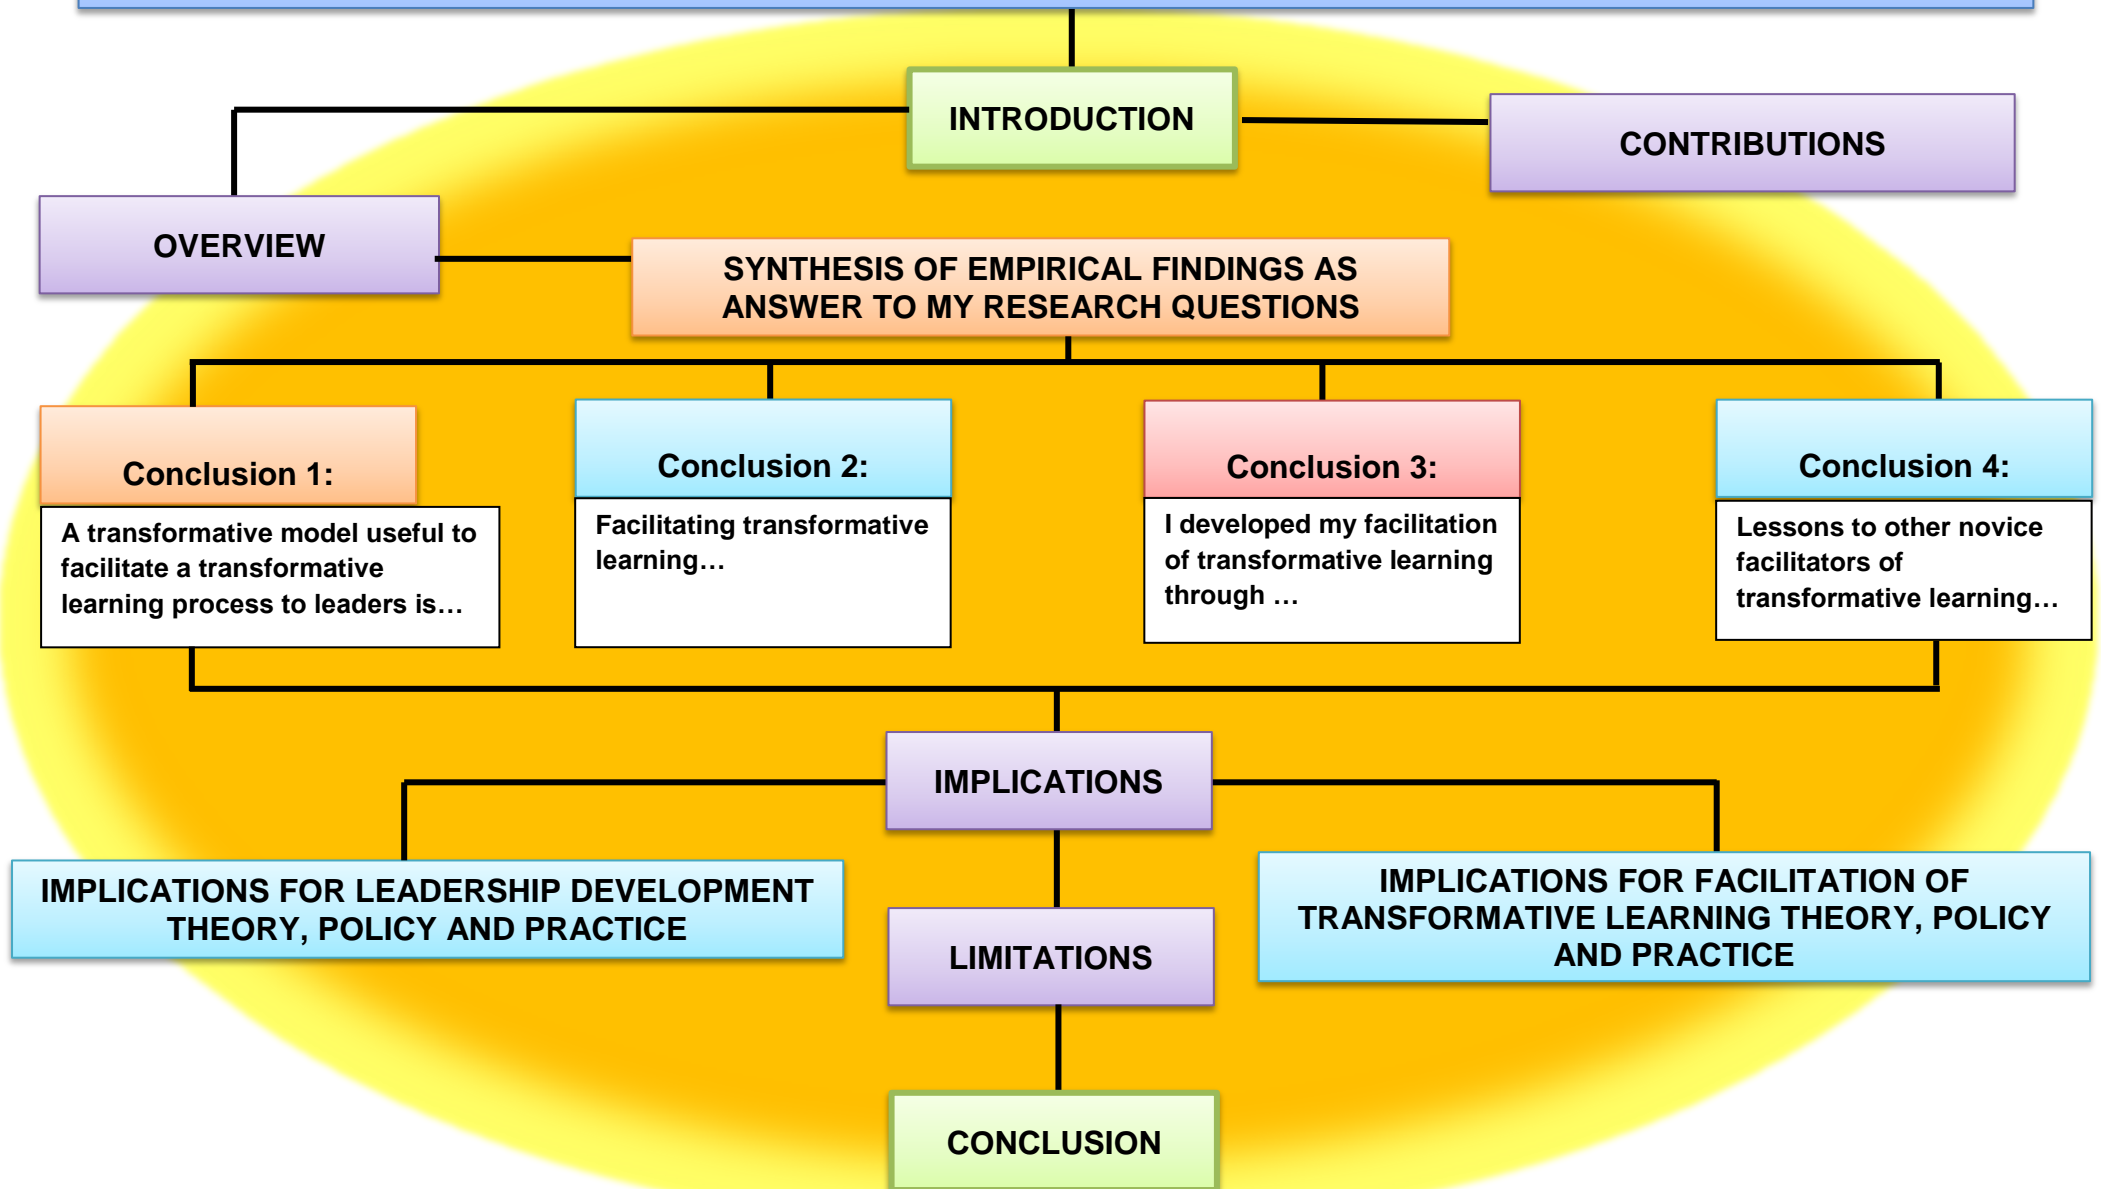 INTRODUCTION
CONTRIBUTIONS
OVERVIEW
SYNTHESIS OF EMPIRICAL FINDINGS AS
ANSWER TO MY RESEARCH QUESTIONS
Conclusion 1:
A transformative model useful to
facilitate a transformative
learning process to leaders is…
Conclusion 2:
Facilitating transformative
learning…
Conclusion 3:
I developed my facilitation
of transformative learning
through …
Conclusion 4:
Lessons to other novice
facilitators of
transformative learning…
IMPLICATIONS
IMPLICATIONS FOR LEADERSHIP DEVELOPMENT
THEORY, POLICY AND PRACTICE
IMPLICATIONS FOR FACILITATION OF
TRANSFORMATIVE LEARNING THEORY, POLICY
AND PRACTICE
LIMITATIONS
CONCLUSION